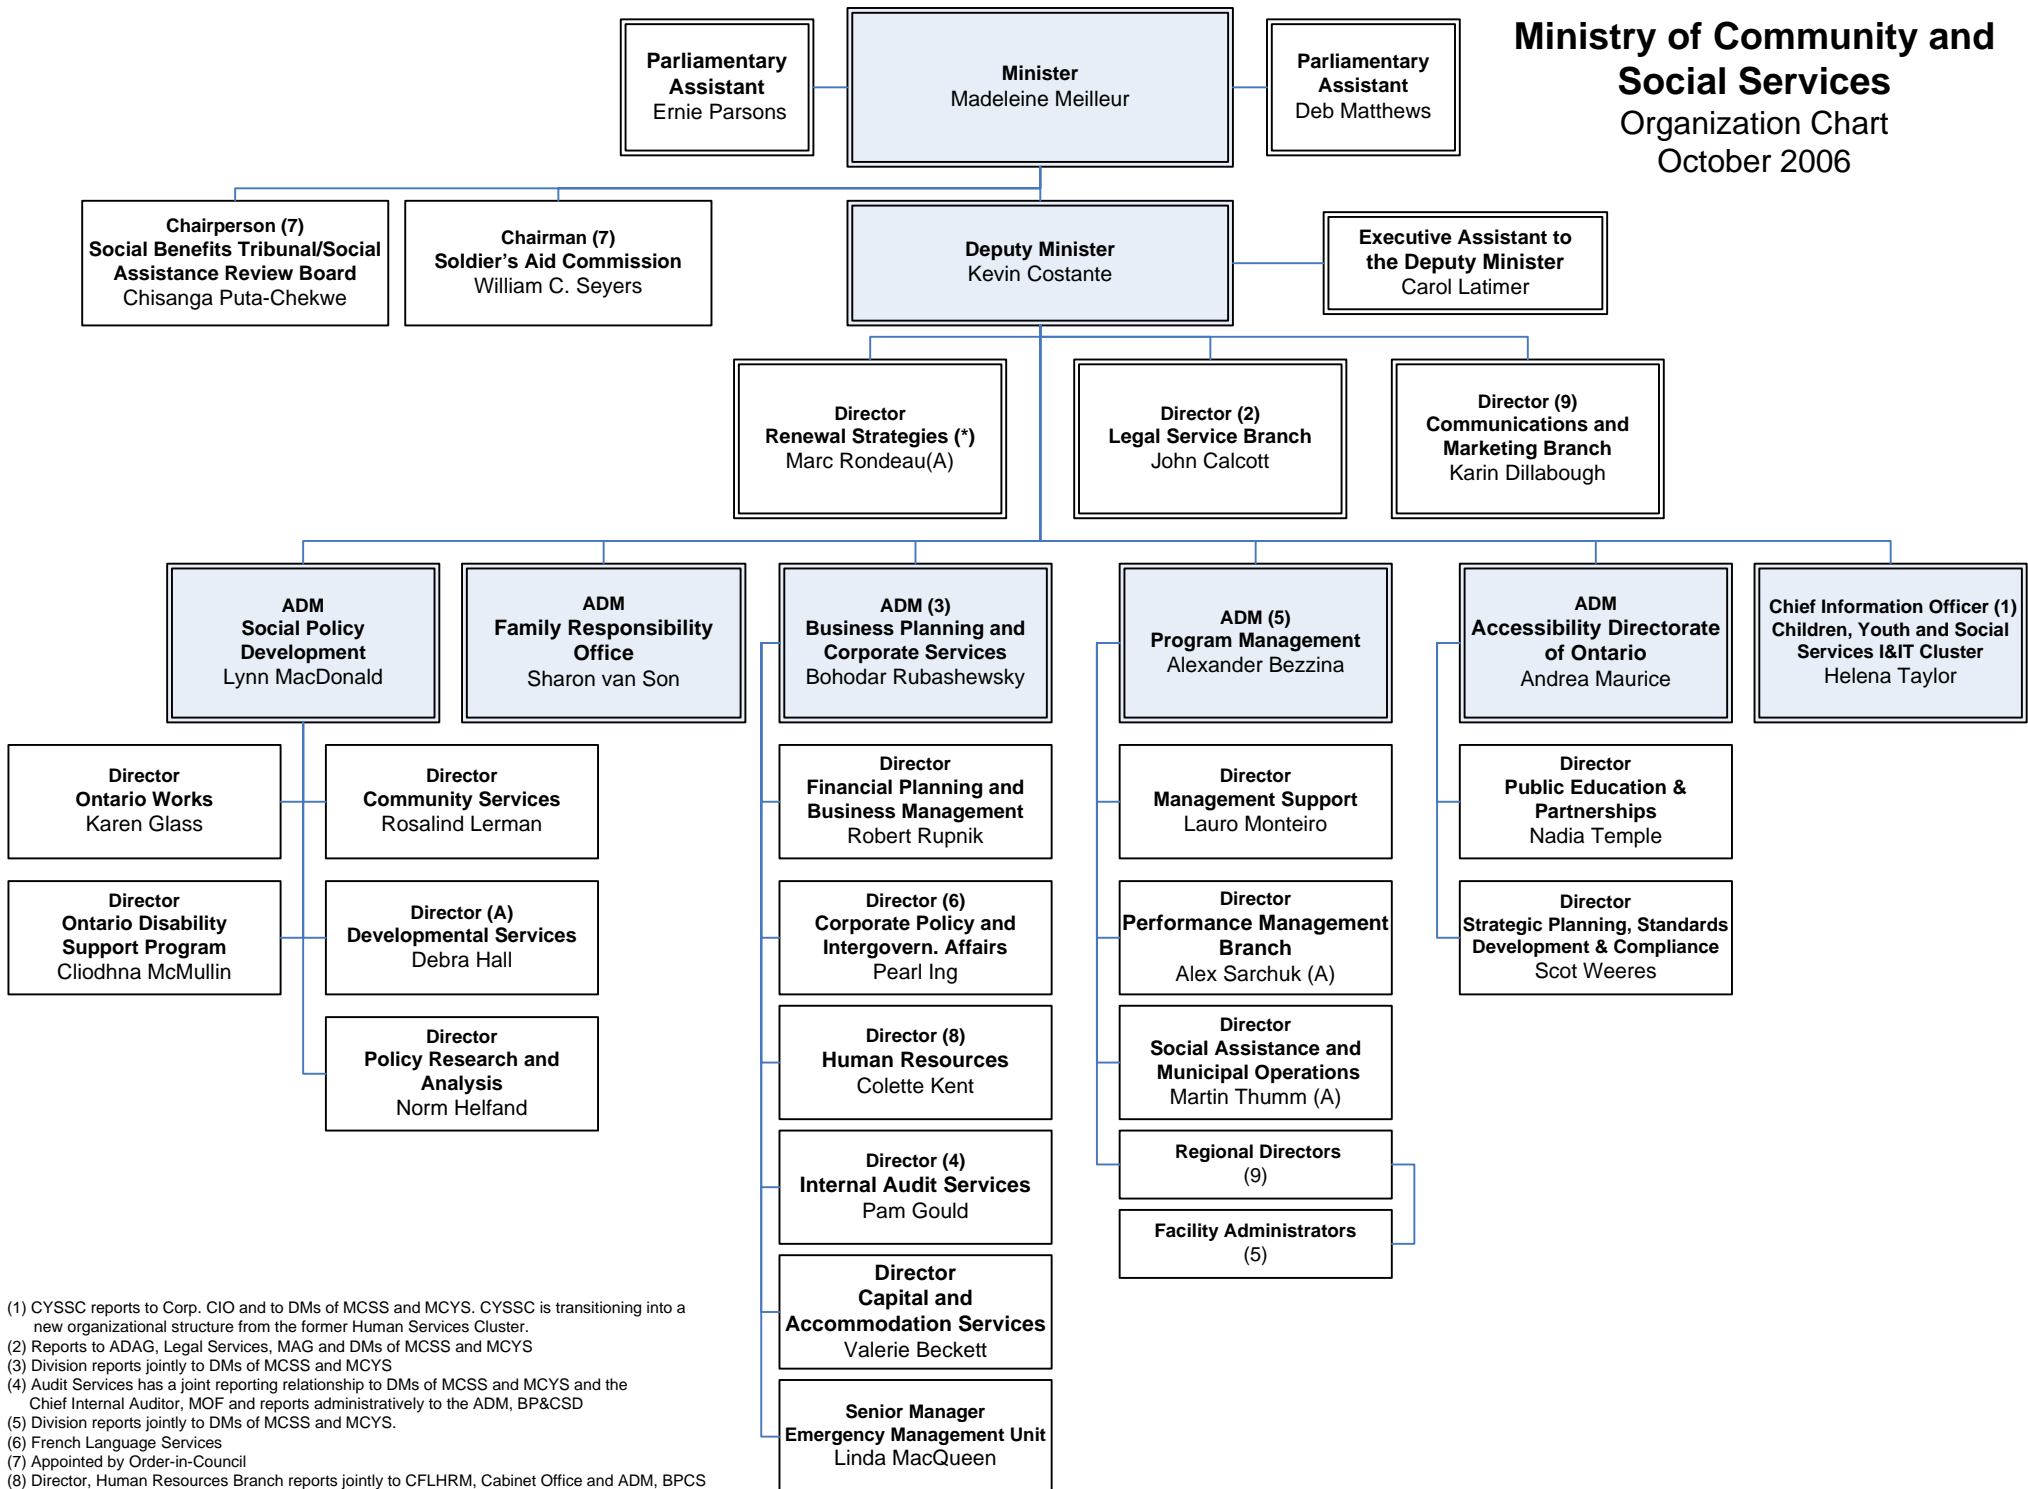 Ministry of Community and
Social Services
Organization Chart
October 2006
Parliamentary
Assistant
Ernie Parsons
Minister
Madeleine Meilleur
Parliamentary
Assistant
Deb Matthews
Chairperson (7)
Social Benefits Tribunal/Social
Assistance Review Board
Chisanga Puta-Chekwe
Chairman (7)
Soldier's Aid Commission
William C. Seyers
Deputy Minister
Kevin Costante
Executive Assistant to
the Deputy Minister
Carol Latimer
Director
Renewal Strategies (*)
Marc Rondeau(A)
Director (2)
Legal Service Branch
John Calcott
Director (9)
Communications and
Marketing Branch
Karin Dillabough
ADM
Social Policy
Development
Lynn MacDonald
ADM
Family Responsibility
Office
Sharon van Son
ADM (3)
Business Planning and
Corporate Services
Bohodar Rubashewsky
ADM (5)
Program Management
Alexander Bezzina
ADM
Accessibility Directorate
of Ontario
Andrea Maurice
Chief Information Officer (1)
Children, Youth and Social
Services I&IT Cluster
Helena Taylor
Director
Ontario Works
Karen Glass
Director
Community Services
Rosalind Lerman
Director
Ontario Disability
Support Program
Cliodhna McMullin
Director (A)
Developmental Services
Debra Hall
Director
Policy Research and
Analysis
Norm Helfand
Director
Financial Planning and
Business Management
Robert Rupnik
Director (6)
Corporate Policy and
Intergovern. Affairs
Pearl Ing
Director (8)
Human Resources
Colette Kent
Director (4)
Internal Audit Services
Pam Gould
Director
Capital and
Accommodation Services
Valerie Beckett
Senior Manager
Emergency Management Unit
Linda MacQueen
Director
Management Support
Lauro Monteiro
Director
Performance Management
Branch
Alex Sarchuk (A)
Director
Social Assistance and
Municipal Operations
Martin Thumm (A)
Regional Directors
(9)
Facility Administrators
(5)
Director
Public Education &
Partnerships
Nadia Temple
Director
Strategic Planning, Standards
Development & Compliance
Scot Weeres
(1) CYSSC reports to Corp. CIO and to DMs of MCSS and MCYS. CYSSC is transitioning into a
new organizational structure from the former Human Services Cluster.
(2) Reports to ADAG, Legal Services, MAG and DMs of MCSS and MCYS
(3) Division reports jointly to DMs of MCSS and MCYS
(4) Audit Services has a joint reporting relationship to DMs of MCSS and MCYS and the
Chief Internal Auditor, MOF and reports administratively to the ADM, BP&CSD
(5) Division reports jointly to DMs of MCSS and MCYS.
(6) French Language Services
(7) Appointed by Order-in-Council
(8) Director, Human Resources Branch reports jointly to CFLHRM, Cabinet Office and ADM, BPCS